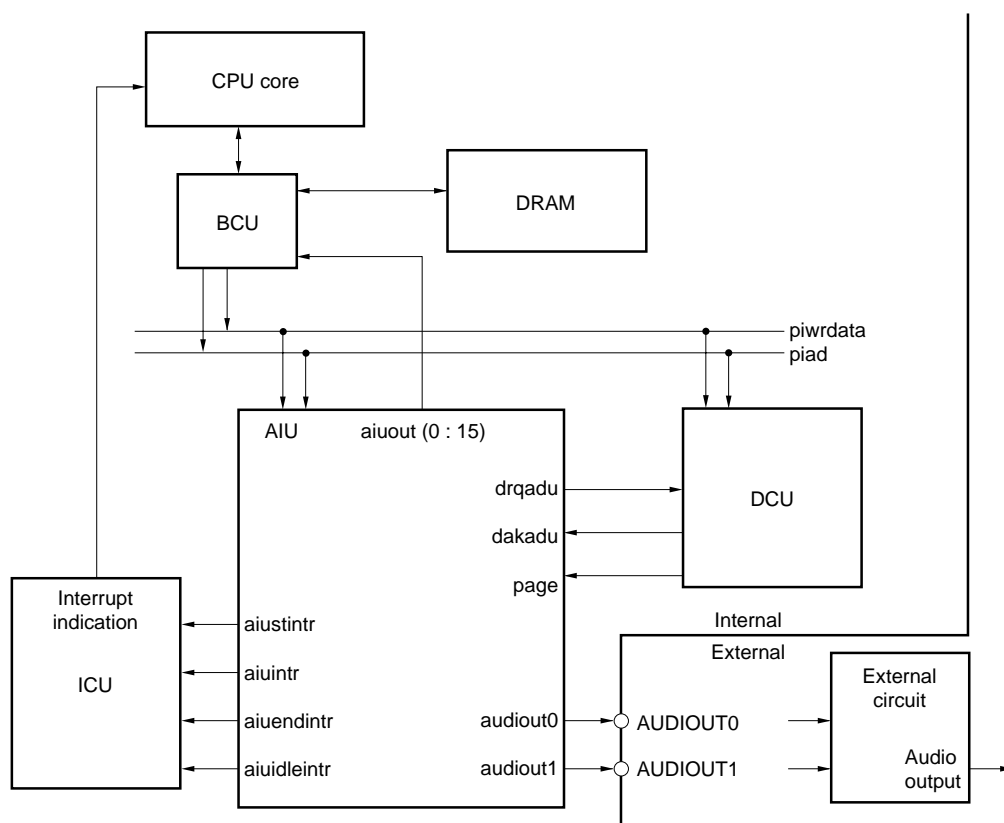 CPU core
BCU
DRAM
piwrdata
piad
AIU
aiuout (0 : 15)
drqadu
dakadu
page
DCU
Interrupt
indication
ICU
aiustintr
aiuintr
aiuendintr
aiuidleintr
audiout0
audiout1
Internal
External
AUDIOUT0
AUDIOUT1
External
circuit
Audio
output